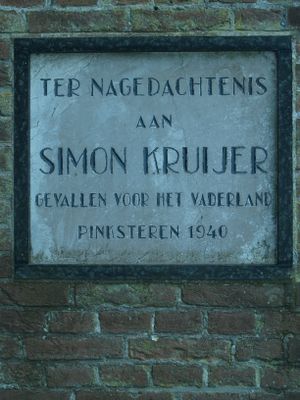 TER NAGEDACHTENIS
AAN
SIMON KRUIJER
GEVALLEN VOOR HET VADERLAND
PINKSTEREN 1940